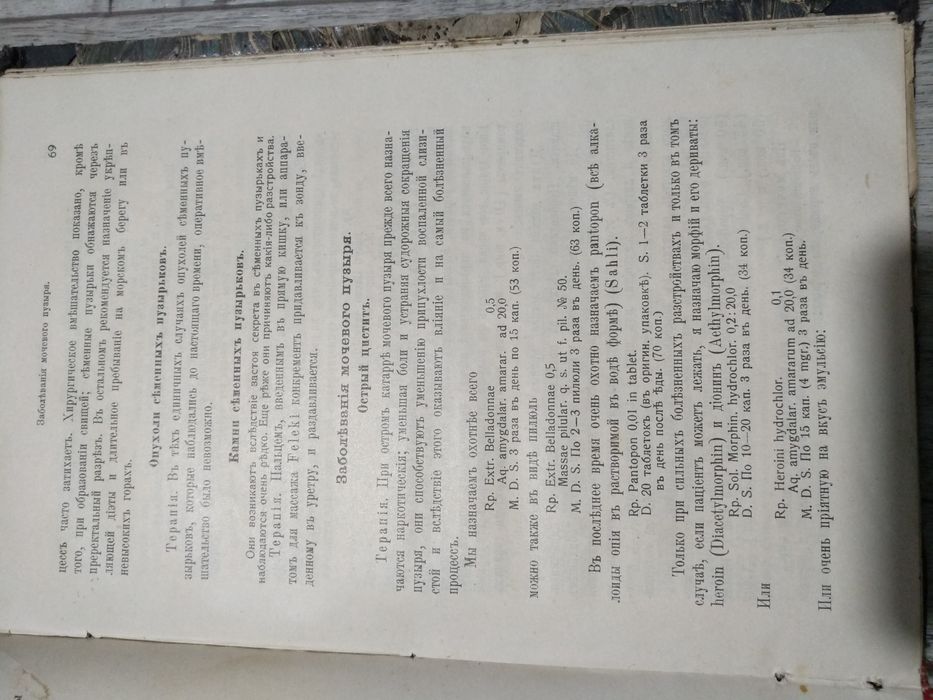 Заболѣванія мочевого пузыря.
69
цессъ часто затихаетъ. Хирургическое вмѣшательство показано, кромѣ
того, при образованіи свищей; сѣменные пузырьки обнажаются черезъ
преректальный разрѣзъ. Въ остальномъ рекомендуется назначеніе укрѣп-
ляющей діэты и длительное пребываніе на морскомъ берегу или въ
невысокихъ горахъ.
Опухоли сѣменныхъ пузырьковъ.
Терапія. Въ тѣхъ единичныхъ случаяхъ опухолей сѣменныхъ пу-
зырьковъ, которые наблюдались до настоящаго времени, оперативное вмѣ-
шательство было невозможно.
Камни сѣменныхъ пузырьковъ.
Они возникаютъ вслѣдствіе застоя секрета въ сѣменныхъ пузырькахъ и
наблюдаются очень рѣдко. Еще рѣже они причиняютъ какія-либо разстройства.
Терапія. Пальцемъ, введеннымъ въ прямую кишку, или аппара-
томъ для массажа Feleki конкрементъ придавливается къ зонду, вве-
денному въ уретру, и раздавливается.
Заболѣванія мочевого пузыря.
Острый циститъ.
Терапія. При остромъ катаррѣ мочевого пузыря прежде всего назна-
чаются наркотическія; уменьшая боли и устраняя судорожныя сокращенія
пузыря, они способствуютъ уменьшенію припухлости воспаленной слизи-
стой и вслѣдствіе этого оказываютъ вліяніе и на самый болѣзненный
процессъ.
Мы назначаемъ охотнѣе всего
Rp. Extr. Belladonnae 0,5
Aq. amygdalar. amarar. ad 20,0
M. D. S. 3 раза въ день по 15 кап. (53 коп.)
можно также въ видѣ пилюль
Rp. Extr. Belladonnae 0,5
Massae pilular. q. s. ut f. pil. № 50.
M. D. S. По 2—3 пилюли 3 раза въ день. (63 коп.)
Въ послѣднее время очень охотно назначаемъ pantopon (всѣ алка-
лоиды опія въ растворимой въ водѣ формѣ) (Sahli).
Rp. Pantopon 0,01 in tablet.
D. 20 таблетокъ (въ оригин. упаковкѣ). S. 1—2 таблетки 3 раза
въ день послѣ ѣды. (70 коп.)
Только при сильныхъ болѣзненныхъ разстройствахъ и только въ томъ
случаѣ, если паціентъ можетъ лежать, я назначаю морфій и его дериваты:
heroin (Diacetylmorphin) и діонинъ (Aethylmorphin).
Rp. Sol. Morphin. hydrochlor. 0,2 : 20,0
D. S. По 10—20 кап. 3 раза въ день. (34 коп.)
Или
Rp. Heroini hydrochlor. 0,1
Aq. amygdalar. amararum ad 20,0 (34 коп.)
M. D. S. По 15 кап. (4 mgr.) 3 раза въ день.
Или очень пріятную на вкусъ эмульсію: